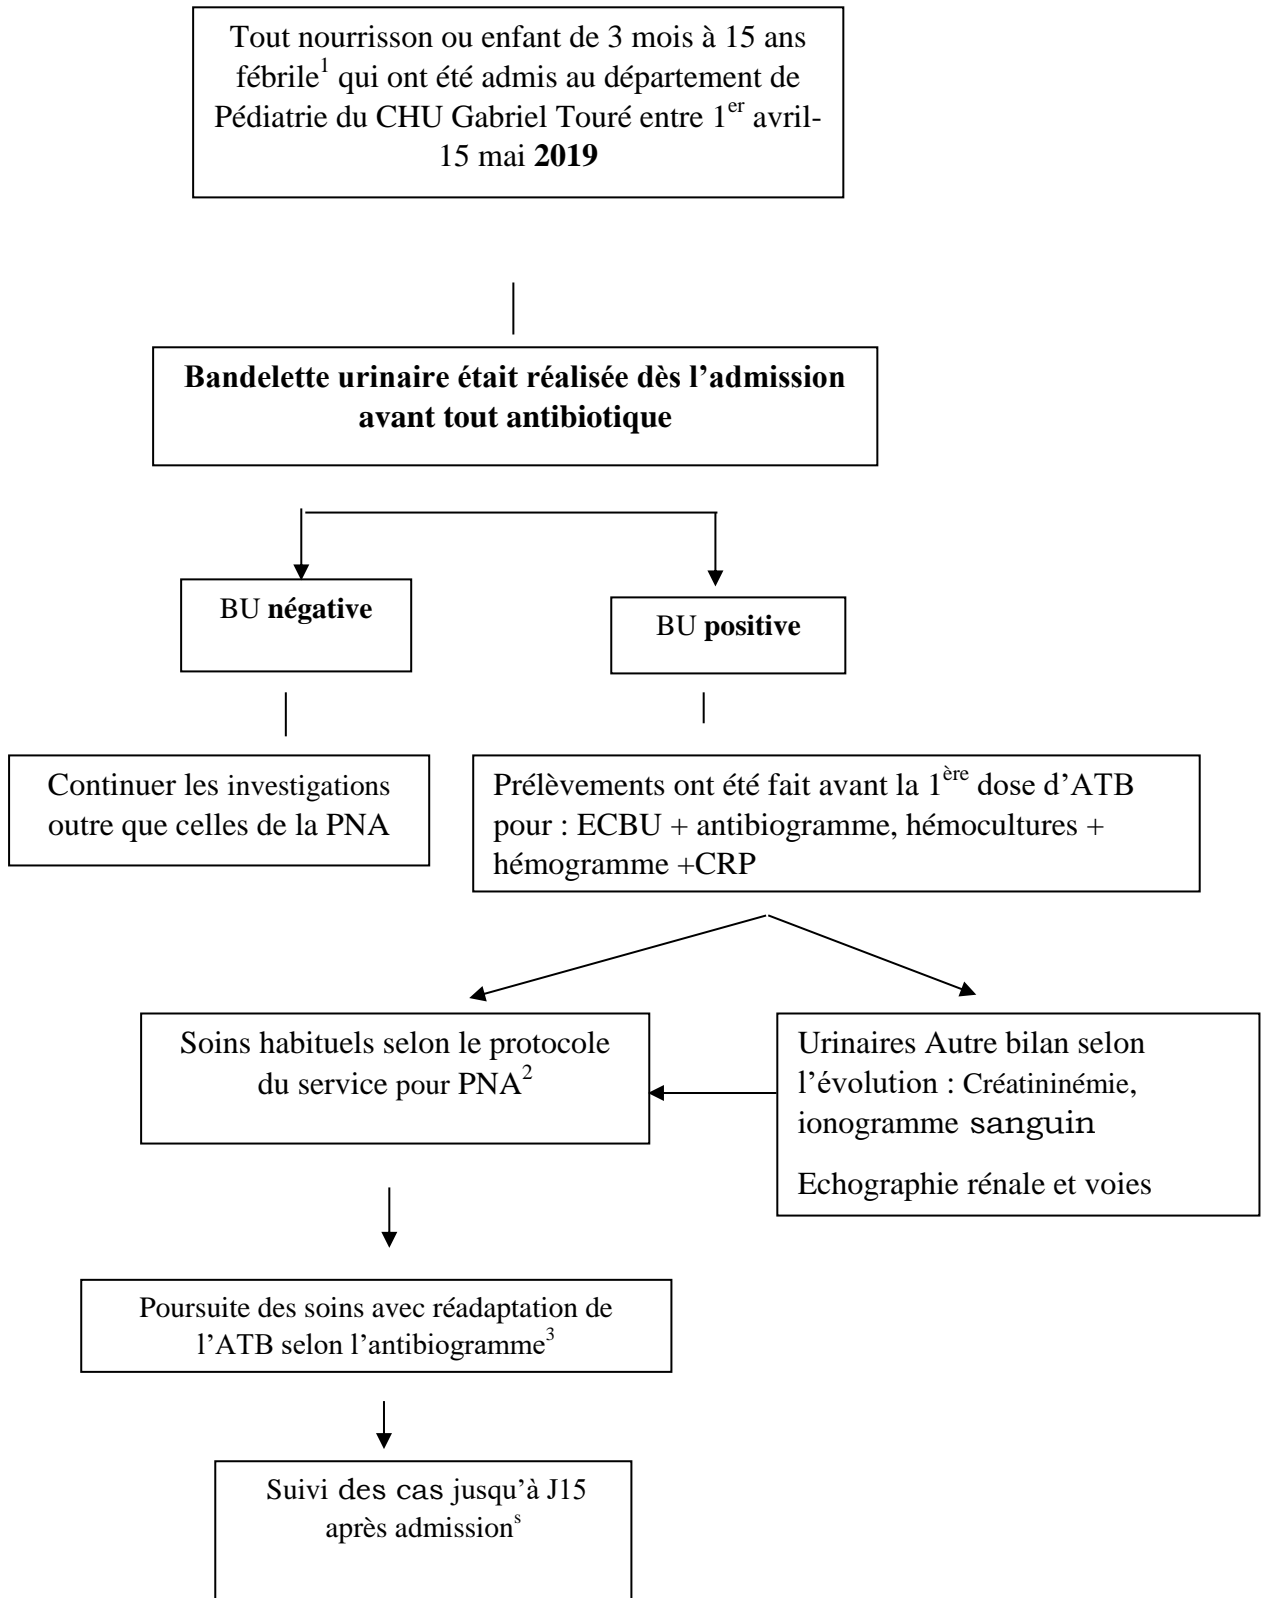 Tout nourrisson ou enfant de 3 mois à 15 ans
fébrile1 qui ont été admis au département de
Pédiatrie du CHU Gabriel Touré entre 1er avril-
15 mai 2019
Bandelette urinaire était réalisée dès l’admission
avant tout antibiotique
BU négative
BU positive
Continuer les investigations
outre que celles de la PNA
Prélèvements ont été fait avant la 1ère dose d’ATB
pour : ECBU + antibiogramme, hémocultures +
hémogramme +CRP
Soins habituels selon le protocole
du service pour PNA2
Urinaires Autre bilan selon
l’évolution : Créatininémie,
ionogramme sanguin
Echographie rénale et voies
Poursuite des soins avec réadaptation de
l’ATB selon l’antibiogramme3
Suivi des cas jusqu’à J15
après admissions